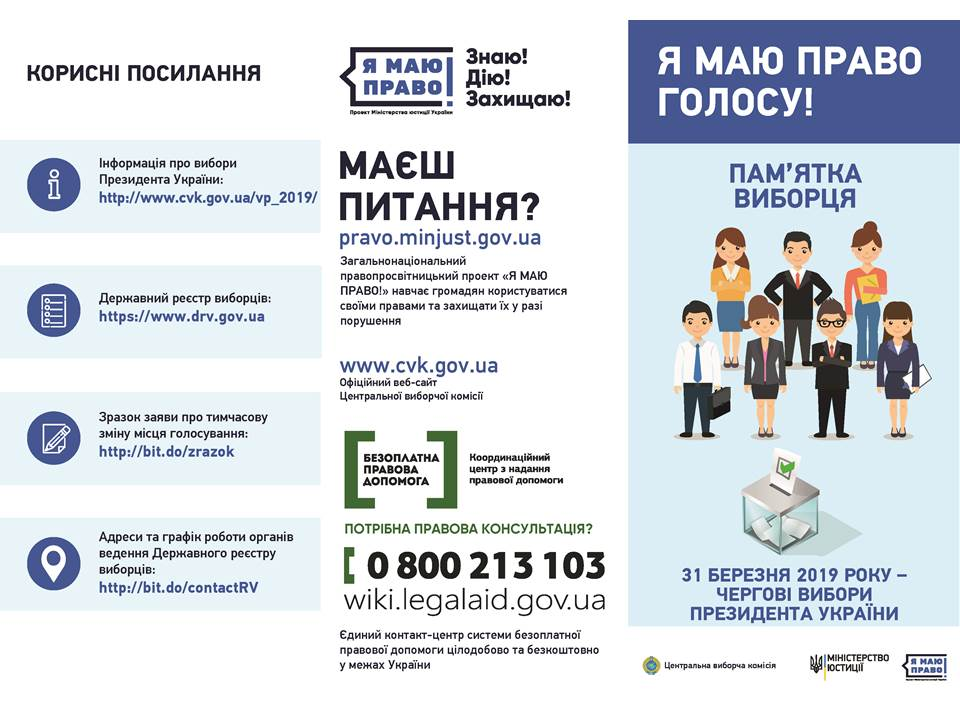 КОРИСНІ ПОСИЛАННЯ
Інформація про вибори
Президента України:
http://www.cvk.gov.ua/vp_2019/
Державний реєстр виборців:
https://www.drv.gov.ua
Зразок заяви про тимчасову
зміну місця голосування:
http://bit.do/zrazok
Адреси та графік роботи органів
ведення Державного реєстру
виборців:
http://bit.do/contactRV
Я МАЮ
ПРАВО!
Проект Міністерства юстиції України
Знаю!
Дію!
Захищаю!
МАЄШ
ПИТАННЯ?
pravo.minjust.gov.ua
Загальнонаціональний
правопросвітницький проект «Я МАЮ
ПРАВО!» навчає громадян користуватися
своїми правами та захищати їх у разі
порушення
www.cvk.gov.ua
Офіційний веб-сайт
Центральної виборчої комісії
БЕЗОПЛАТНА
ПРАВОВА
ДОПОМОГА
Координаційний
центр з надання
правової допомоги
ПОТРІБНА ПРАВОВА КОНСУЛЬТАЦІЯ?
0 800 213 103
wiki.legalaid.gov.ua
Єдиний контакт-центр системи безоплатної
правової допомоги цілодобово та безкоштовно
у межах України
Я МАЮ ПРАВО
ГОЛОСУ!
ПАМ’ЯТКА
ВИБОРЦЯ
31 БЕРЕЗНЯ 2019 РОКУ –
ЧЕРГОВІ ВИБОРИ
ПРЕЗИДЕНТА УКРАЇНИ
Центральна виборча комісія
МІНІСТЕРСТВО
ЮСТИЦІЇ
Я МАЮ
ПРАВО!
Проект Міністерства юстиції України